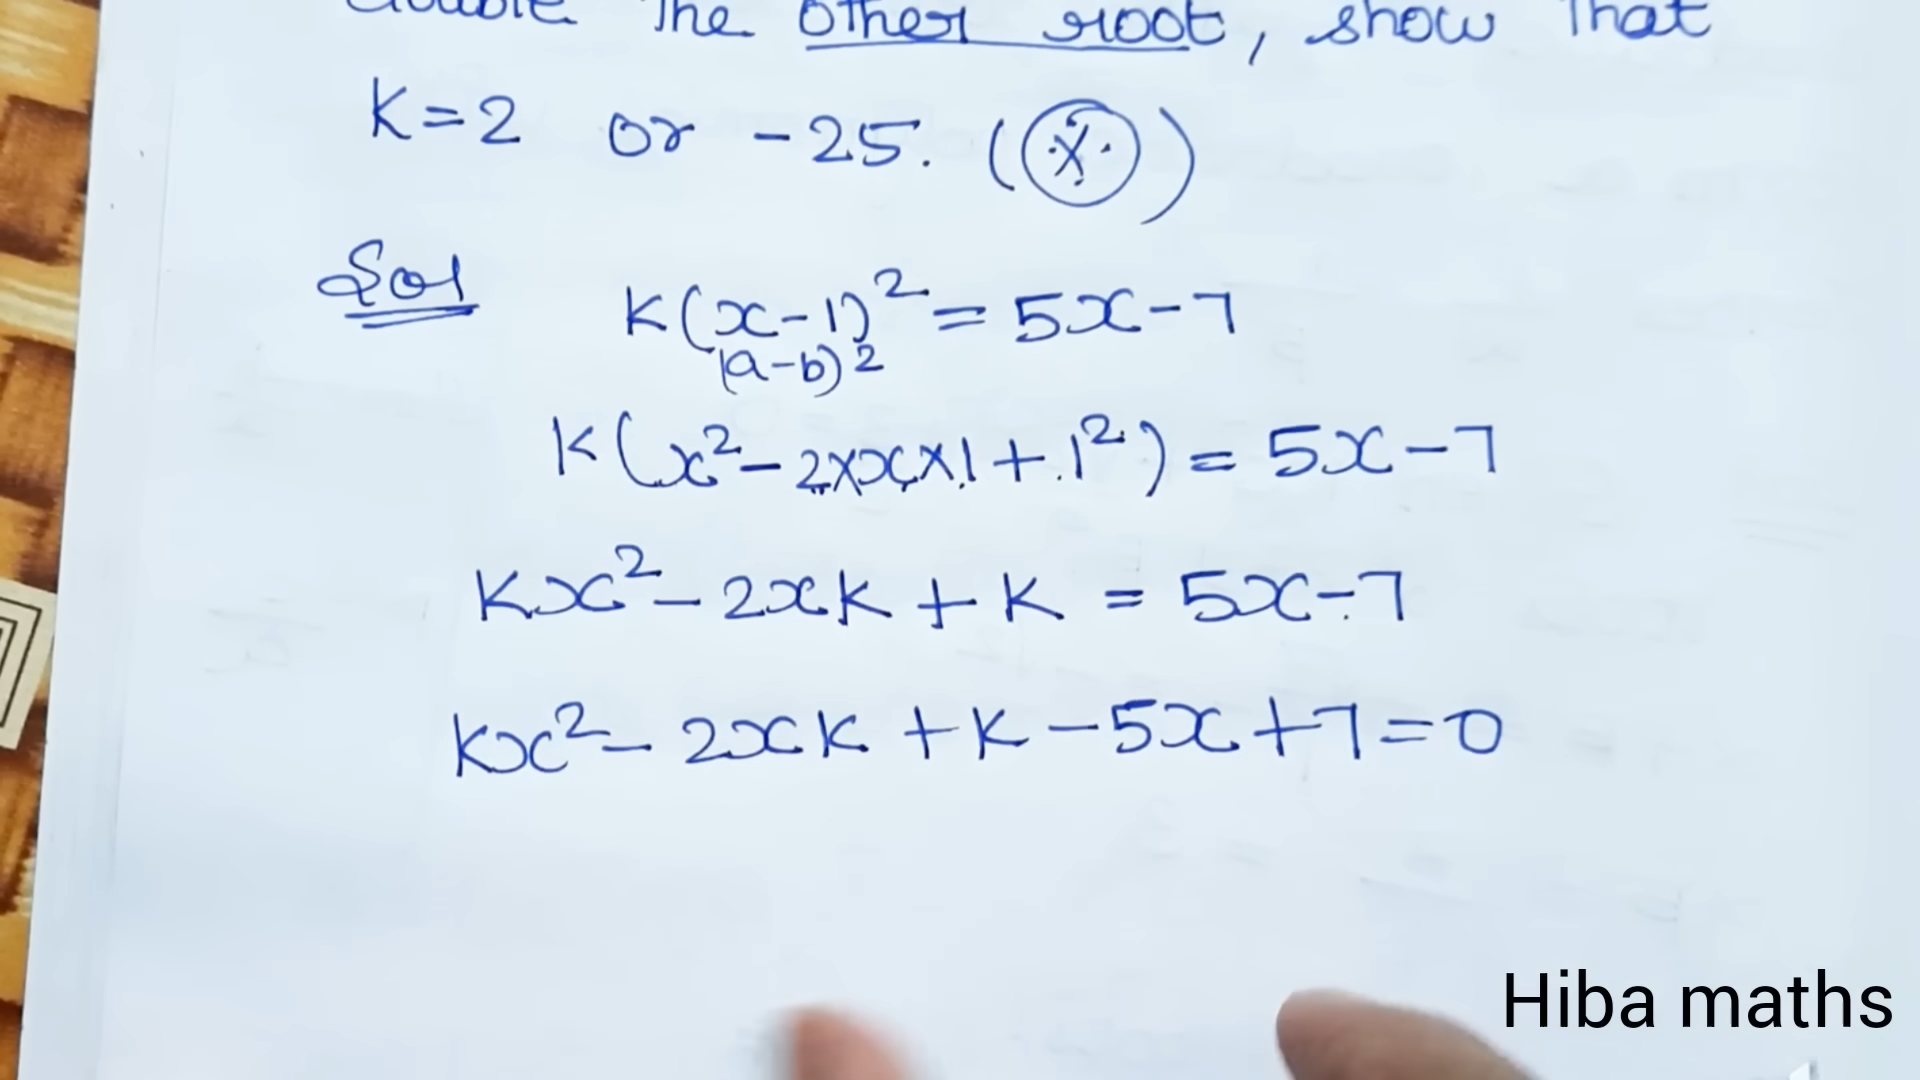 double the other root, show that
K=2 or -25. (*)
Sol K(x-1)² = 5x-7
(a-b)²
K(x²-2×x×1+1²) = 5x-7
Kx²-2xK+K = 5x-7
Kx²-2xK+K-5x+7=0
Hiba maths